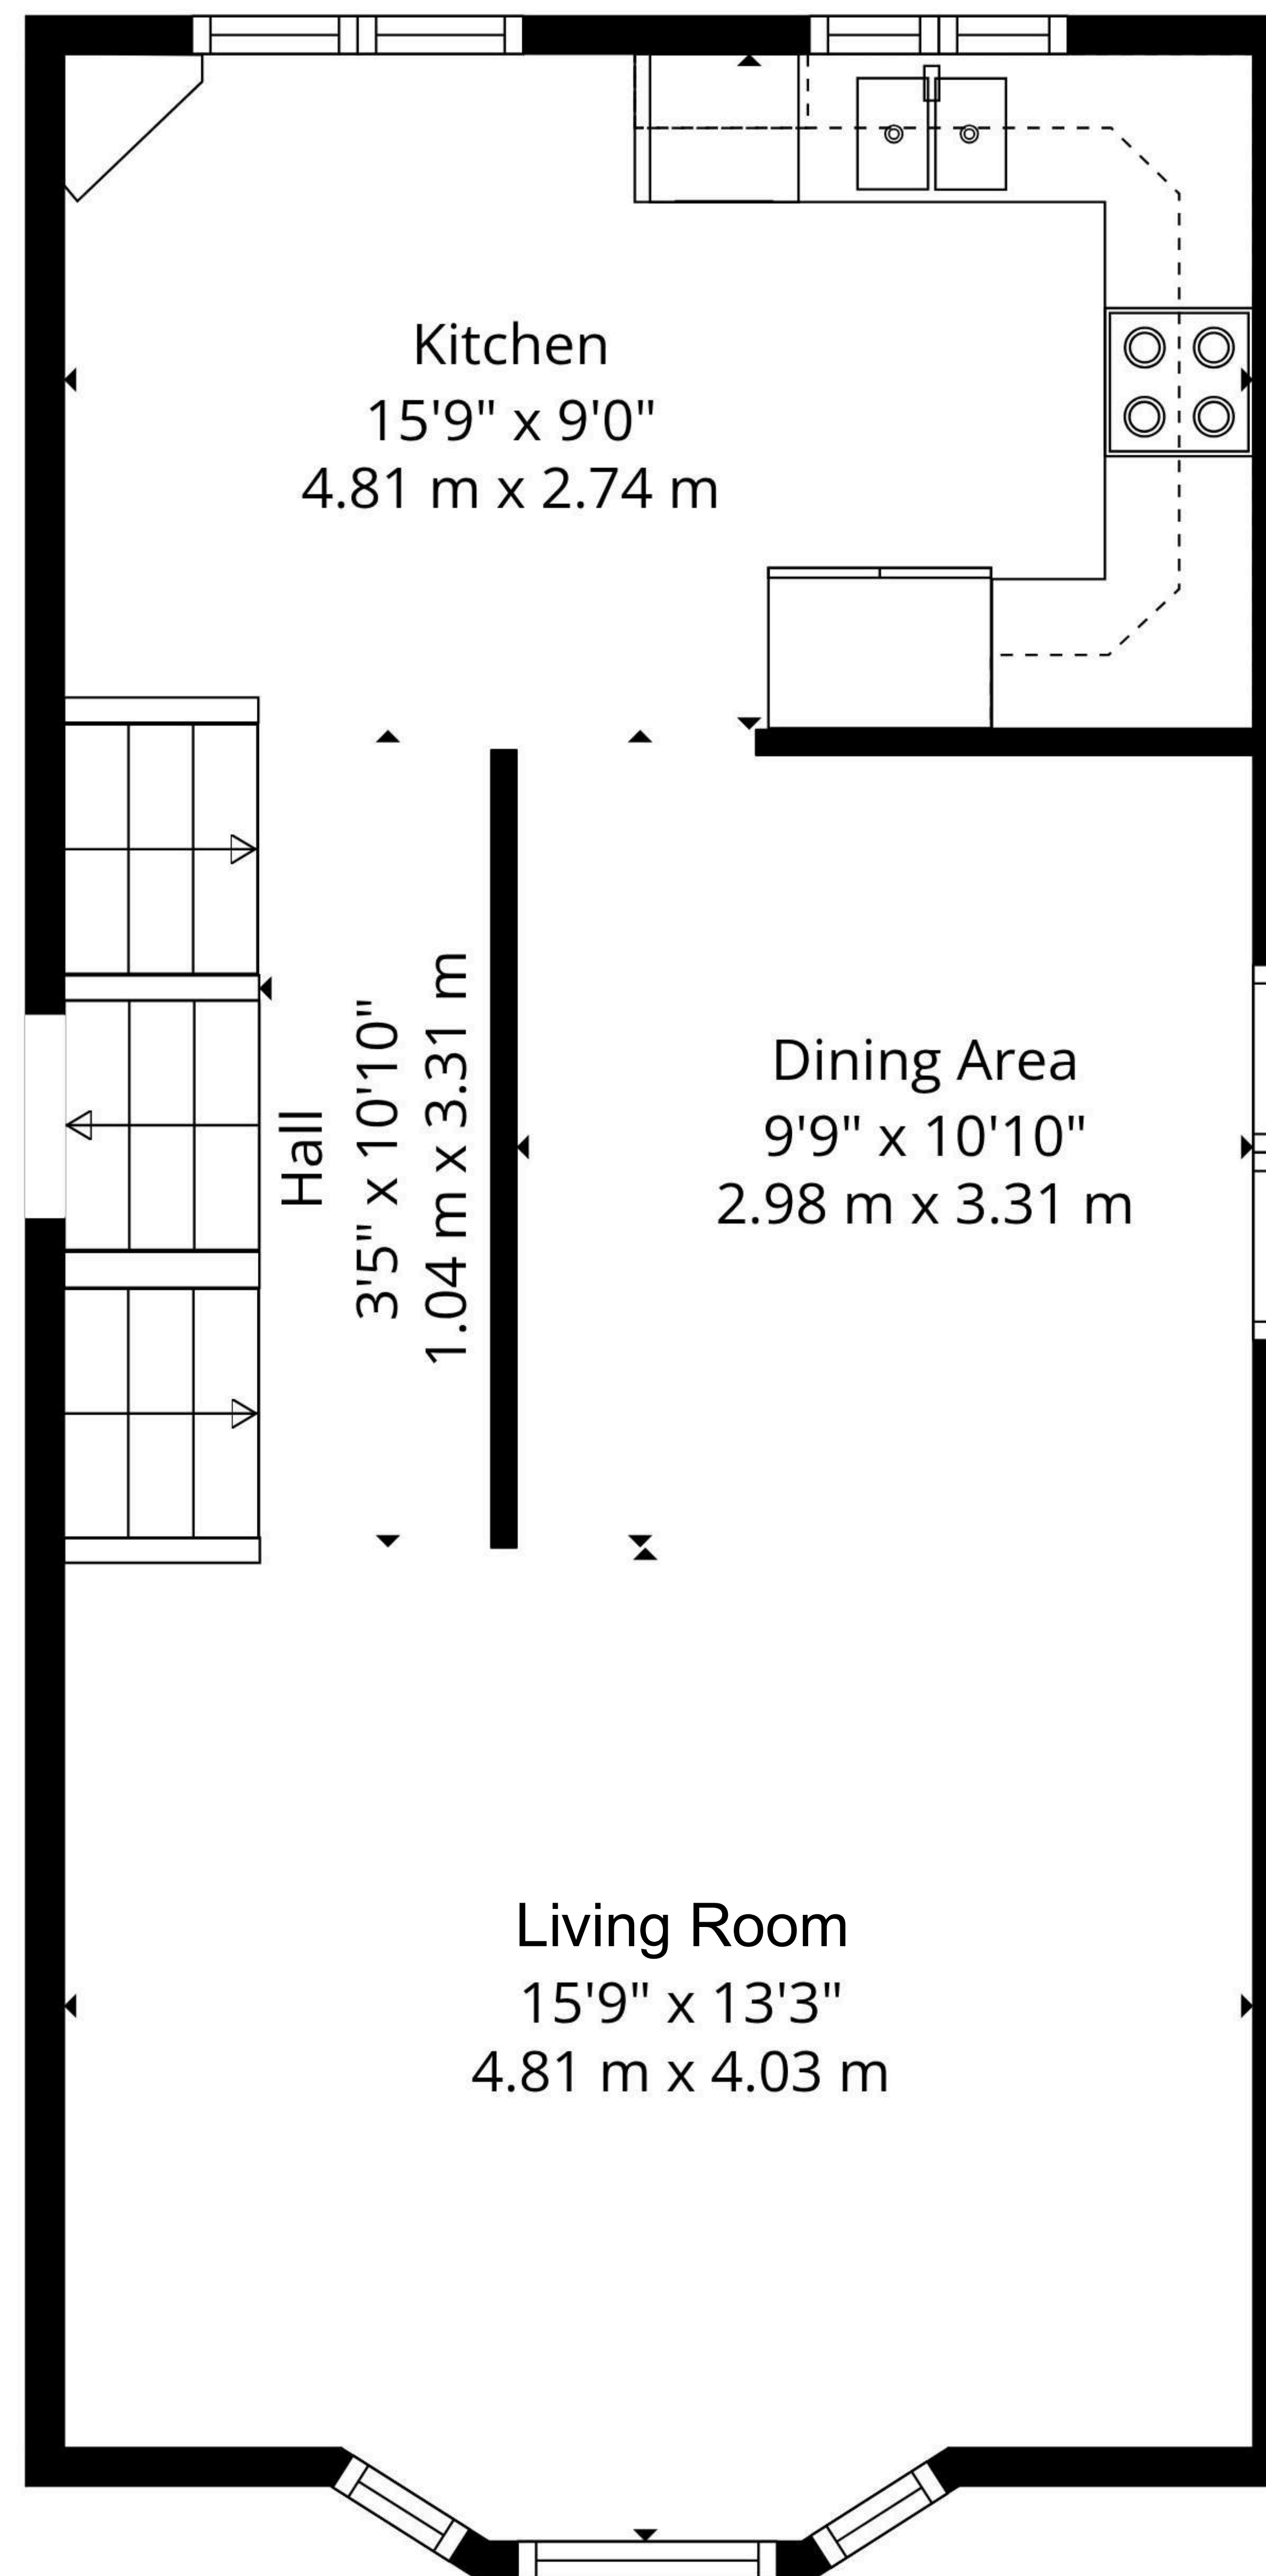 Kitchen
15'9" x 9'0"
4.81 m x 2.74 m
Hall
3'5" x 10'10"
1.04 m x 3.31 m
Dining Area
9'9" x 10'10"
2.98 m x 3.31 m
Living Room
15'9" x 13'3"
4.81 m x 4.03 m